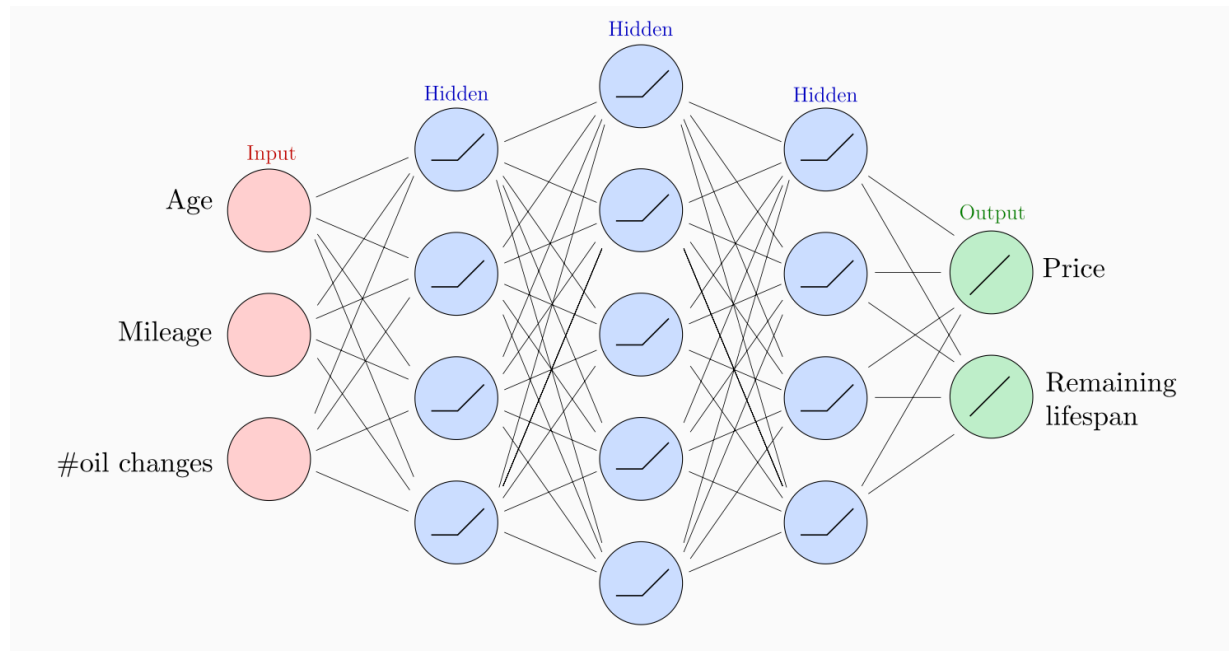 Hidden
Hidden
Hidden
Input
Age
Output
Price
Mileage
Remaining
lifespan
#oil changes